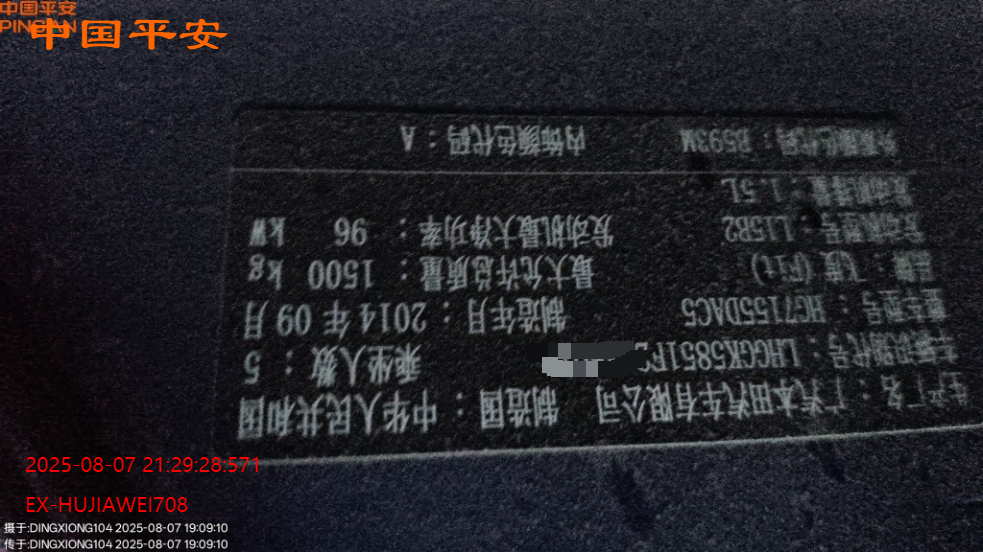 中国平安
PINGAN
中国平安
生产厂名：广汽本田汽车有限公司 制造国：中华人民共和国
车辆识别代号：LHGGK5851F 乘坐人数：5
整车型号：HG7155DAC5 制造年月：2014年09月
品牌：飞度(Fit) 最大允许总质量：1500 kg
发动机型号：L15B2 发动机最大净功率：96 kW
发动机排量：1.5L
外表颜色代码：B593M 内饰颜色代码：A
2025-08-07 21:29:28:571
EX-HUJIAWEI708
摄于:DINGXIONG104 2025-08-07 19:09:10
传于:DINGXIONG104 2025-08-07 19:09:10